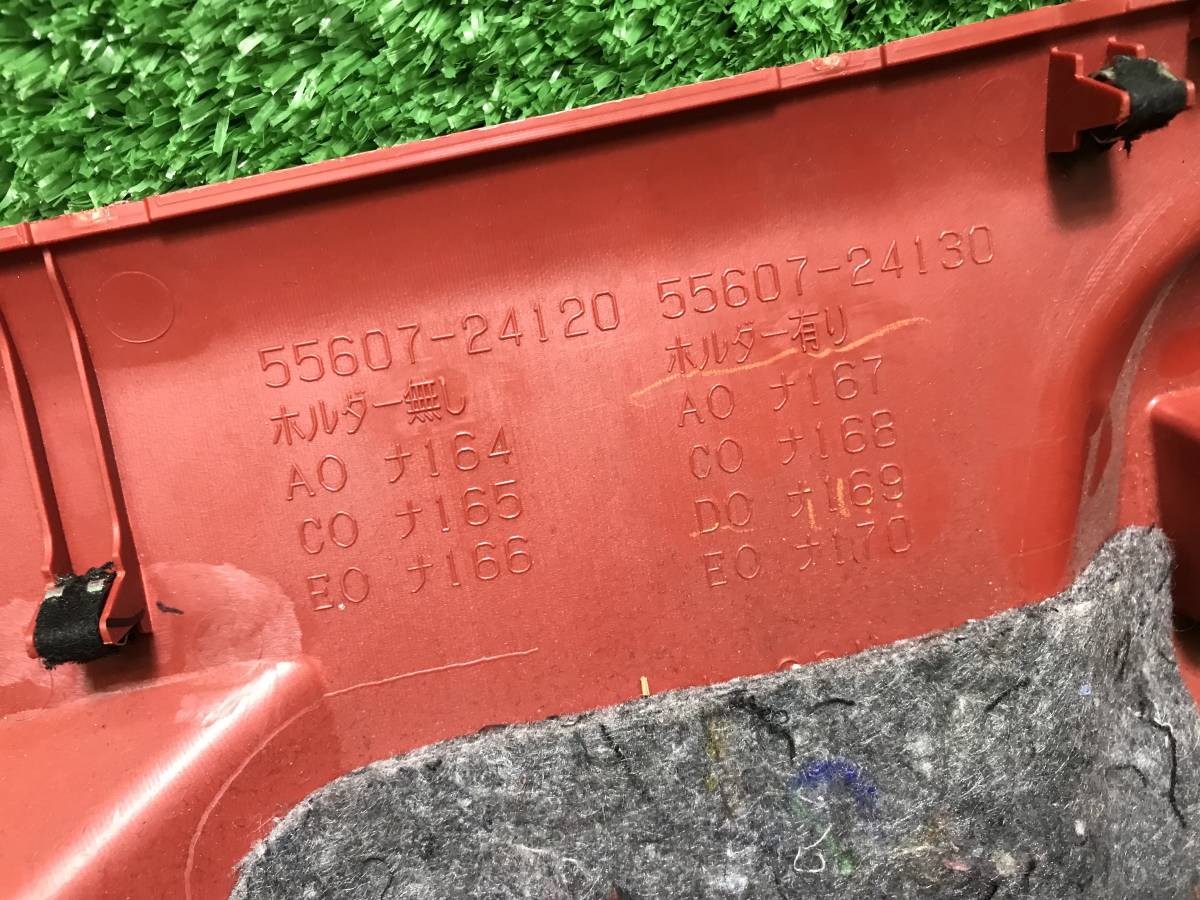 55607-24120
ホルダー無し
AO ナ164
CO ナ165
EO ナ166
55607-24130
ホルダー有り
AO ナ167
CO ナ168
DO ナ169
EO ナ170